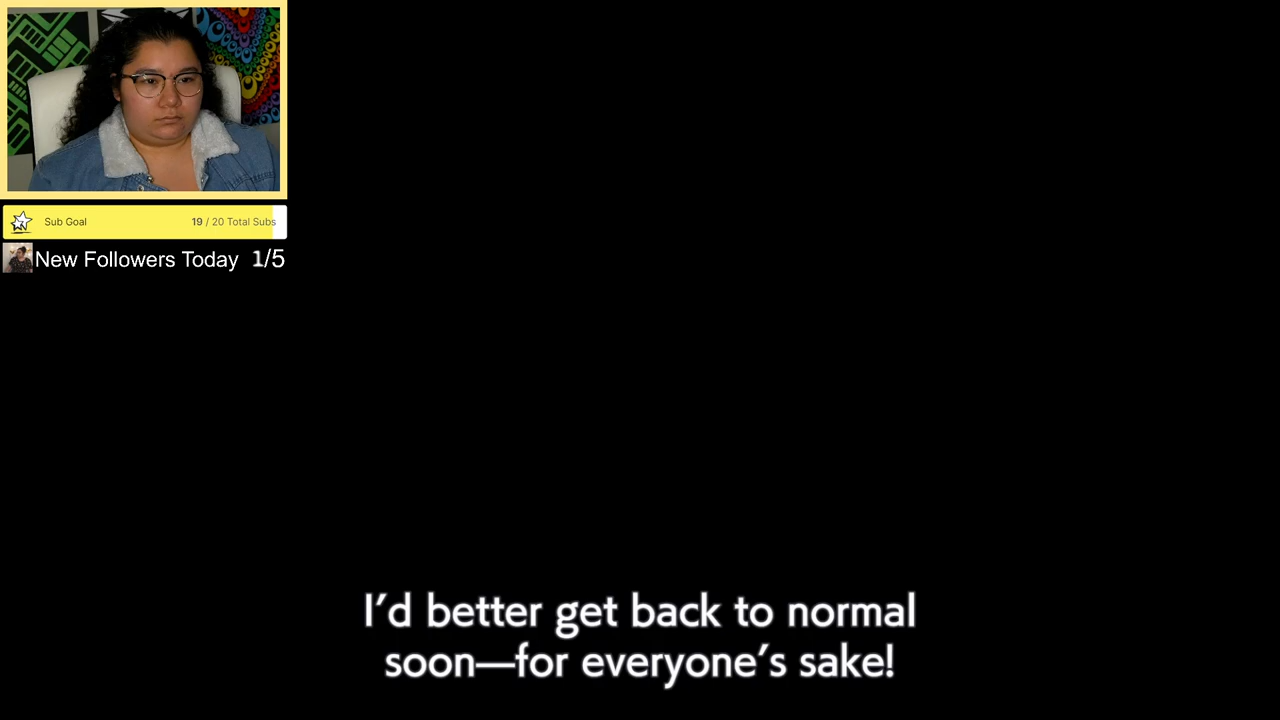 Sub Goal 19 / 20 Total Subs
New Followers Today 1/5
I'd better get back to normal
soon—for everyone's sake!